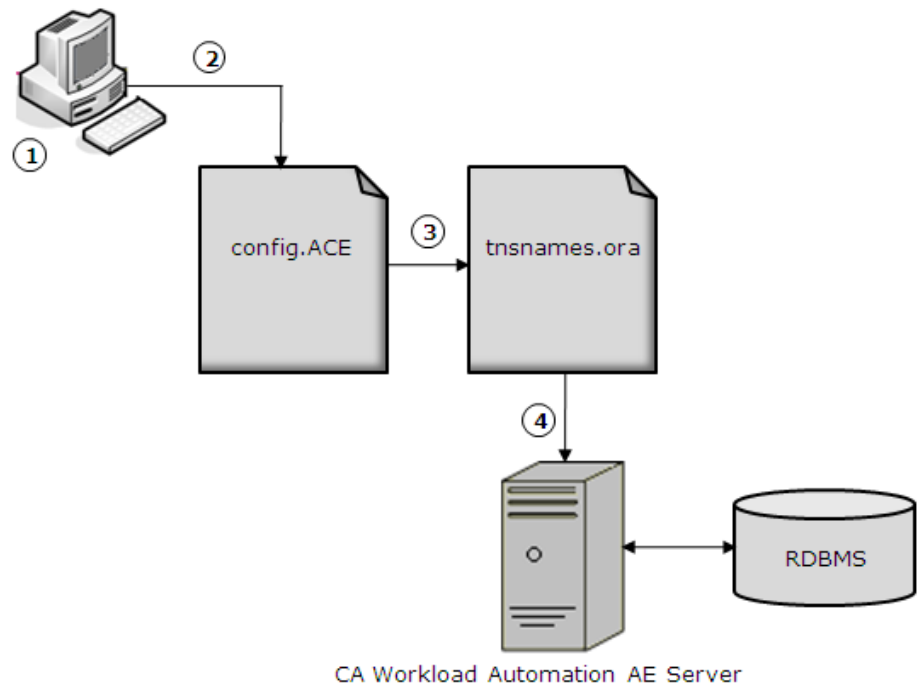 2
1
config.ACE
3
tnsnames.ora
4
RDBMS
CA Workload Automation AE Server